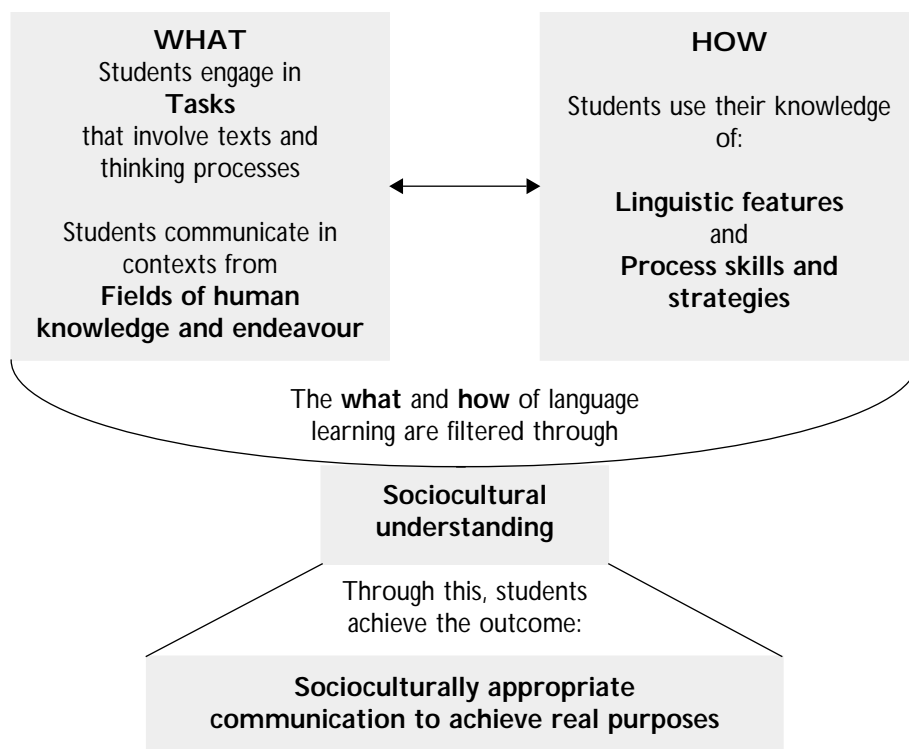 WHAT
Students engage in
Tasks
that involve texts and
thinking processes
Students communicate in
contexts from
Fields of human
knowledge and endeavour
HOW
Students use their knowledge
of:
Linguistic features
and
Process skills and
strategies
The what and how of language
learning are filtered through
Sociocultural
understanding
Through this, students
achieve the outcome:
Socioculturally appropriate
communication to achieve real purposes